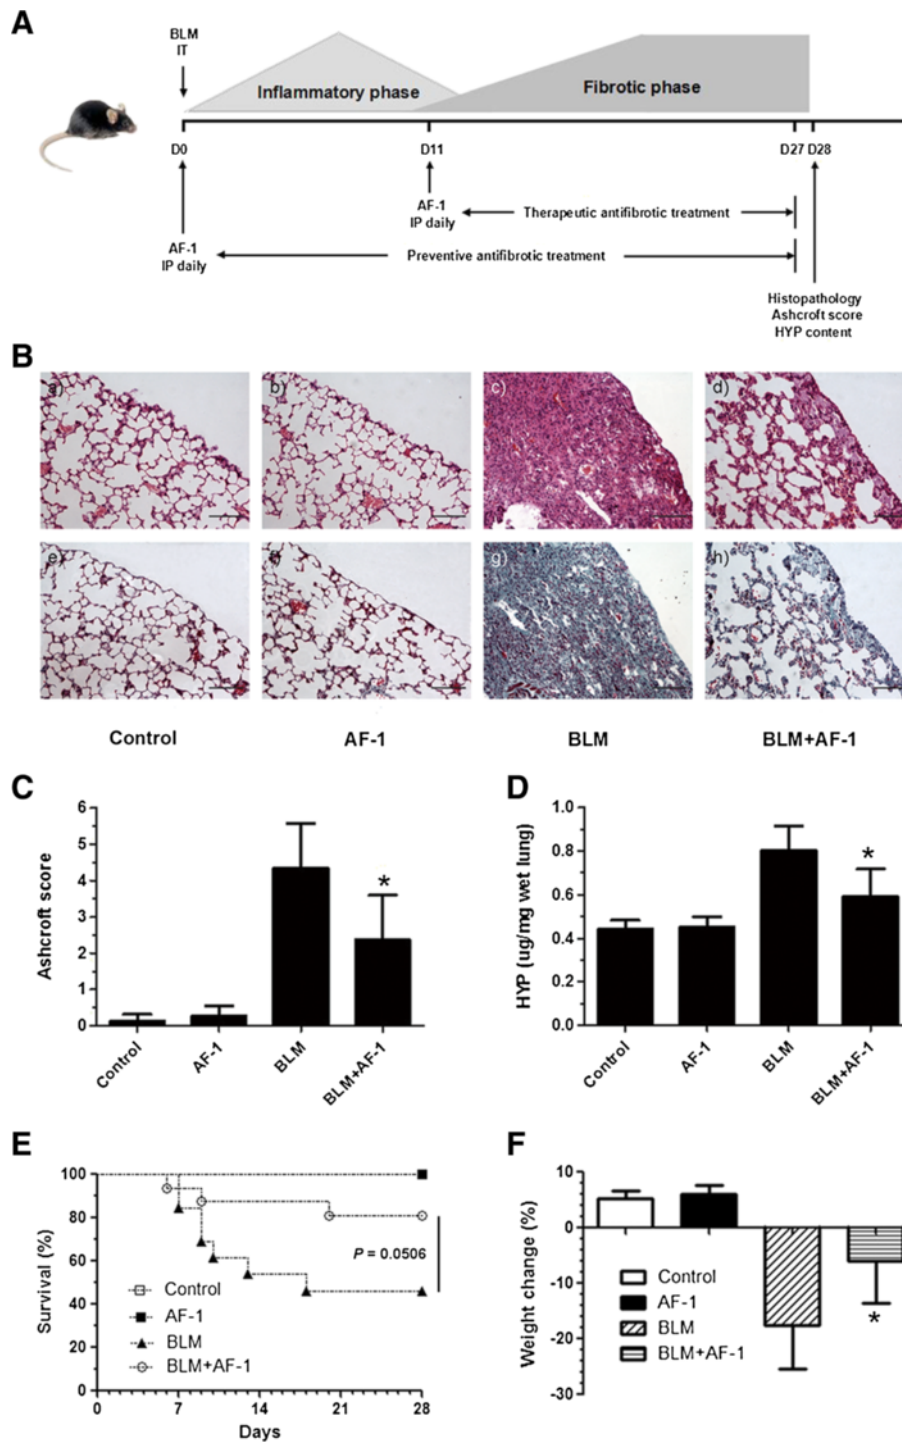 A
BLM
IT
Inflammatory phase
Fibrotic phase
D0
D11
D27 D28
AF-1
IP daily
Therapeutic antifibrotic treatment
AF-1
IP daily
Preventive antifibrotic treatment
Histopathology
Ashcroft score
HYP content
B
a)
b)
c)
d)
e)
f)
g)
h)
Control
AF-1
BLM
BLM+AF-1
C
Ashcroft score
6
5
4
3
2
1
0
Control
AF-1
BLM
BLM+AF-1
*
D
HYP (ug/mg wet lung)
1.0
0.8
0.6
0.4
0.2
0.0
Control
AF-1
BLM
BLM+AF-1
*
E
Survival (%)
100
80
60
40
20
0
P = 0.0506
Control
AF-1
BLM
BLM+AF-1
0 7 14 21 28
Days
F
Weight change (%)
10
0
-10
-20
-30
Control
AF-1
BLM
BLM+AF-1
*